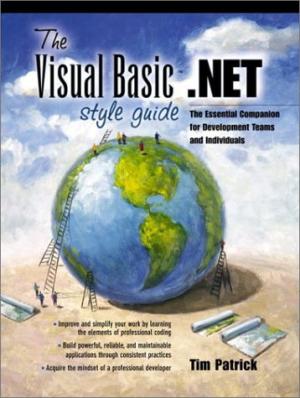 The
Visual Basic .NET
style guide
The Essential Companion
for Development Teams
and Individuals
• Improve and simplify your work by learning
the elements of professional coding
• Build powerful, reliable, and maintainable
applications through consistent practices
• Acquire the mindset of a professional developer
Tim Patrick